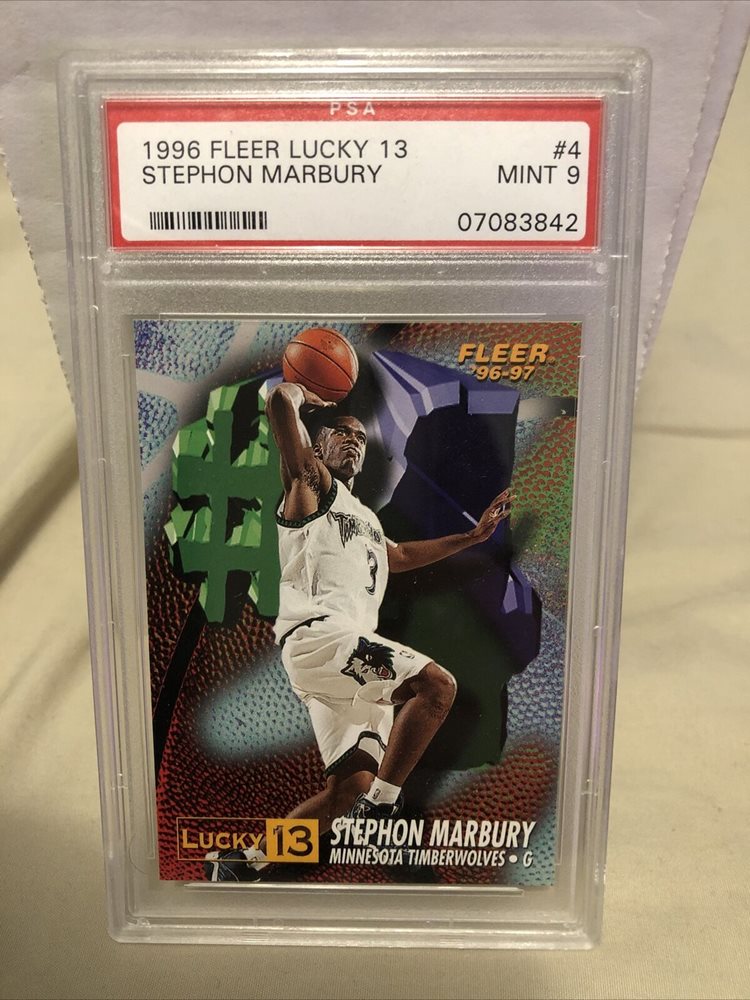 PSA
1996 FLEER LUCKY 13 #4
STEPHON MARBURY MINT 9
07083842
FLEER
'96-97
#
3
LUCKY 13
STEPHON MARBURY
MINNESOTA TIMBERWOLVES • G